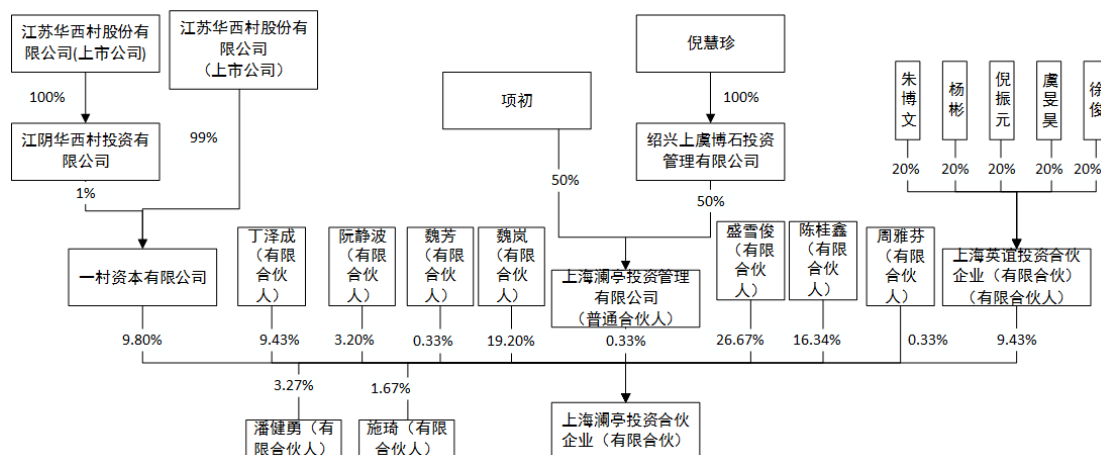 江苏华西村股份有
限公司(上市公司)
江苏华西村股份有
限公司
（上市公司）
倪慧珍
项初
朱博文
杨彬
倪振元
虞旻昊
徐俊
100%
99%
100%
江阴华西村投资有
限公司
绍兴上虞博石投资
管理有限公司
20%
20%
20%
20%
20%
1%
50%
50%
一村资本有限公司
丁泽成
（有限
合伙
人）
阮静波
（有限
合伙
人）
魏芳
（有限
合伙
人）
魏岚
（有限
合伙
人）
上海澜亭投资管理
有限公司
（普通合伙人）
盛雪俊
（有限
合伙
人）
陈桂鑫
（有限
合伙
人）
周雅芬
（有限
合伙
人）
上海英谊投资合伙
企业（有限合伙）
(有限合伙人）
9.80%
9.43%
3.20%
0.33%
19.20%
0.33%
26.67%
16.34%
0.33%
9.43%
3.27%
1.67%
潘健勇（有
限合伙人）
施琦（有限
合伙人）
上海澜亭投资合伙
企业（有限合伙）